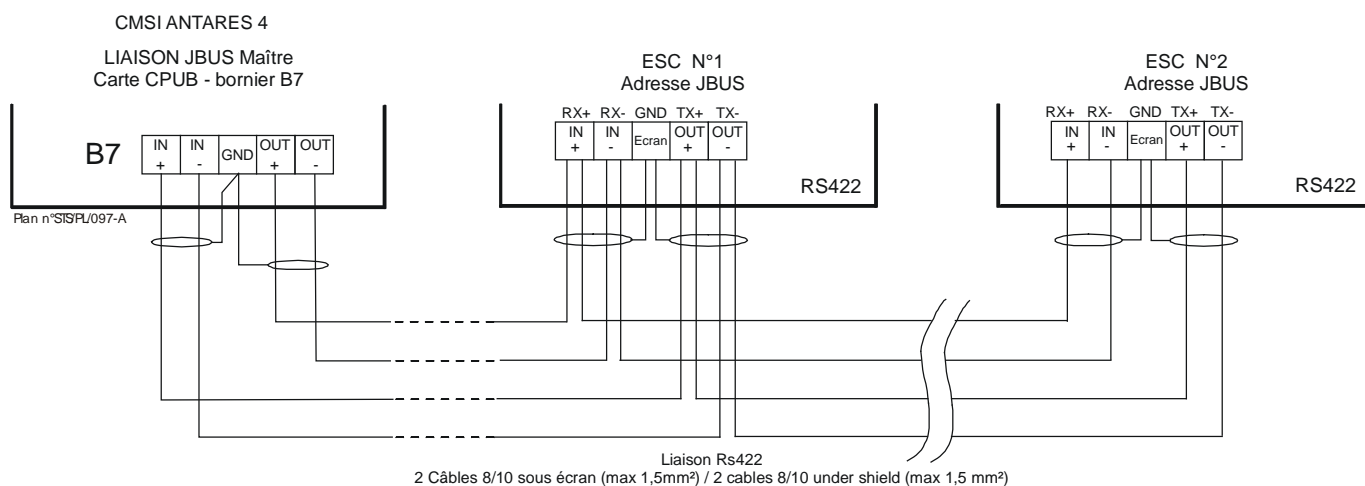 CMSI ANTARES 4
LIAISON JBUS Maître
Carte CPUB - bornier B7
B7
IN + IN - GND OUT + OUT -
Plan n°STS/PL/097-A
ESC N°1
Adresse JBUS
RX+ RX- GND TX+ TX-
IN + IN - Ecran OUT + OUT -
RS422
ESC N°2
Adresse JBUS
RX+ RX- GND TX+ TX-
IN + IN - Ecran OUT + OUT -
RS422
Liaison Rs422
2 Câbles 8/10 sous écran (max 1,5mm²) / 2 cables 8/10 under shield (max 1,5 mm²)